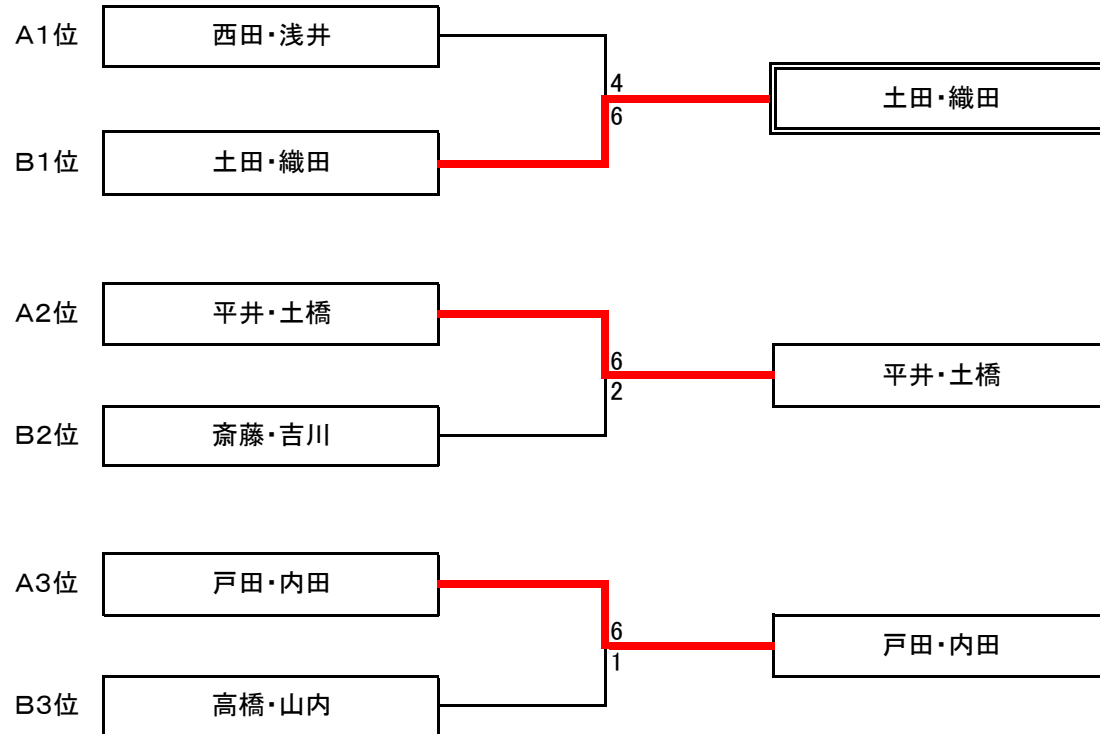 A1位 西田・浅井
4
土田・織田
6
B1位 土田・織田
A2位 平井・土橋
6
平井・土橋
2
B2位 斎藤・吉川
A3位 戸田・内田
6
戸田・内田
1
B3位 高橋・山内